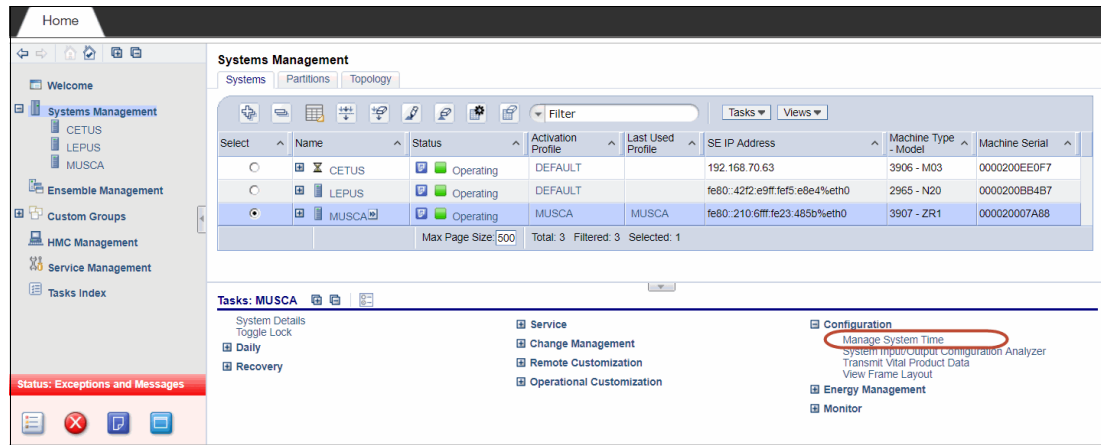 Home
Systems Management
Systems Partitions Topology
Welcome
Systems Management
CETUS
LEPUS
MUSCA
Ensemble Management
Custom Groups
HMC Management
Service Management
Tasks Index
Filter Tasks Views
Select Name Status Activation Profile Last Used Profile SE IP Address Machine Type - Model Machine Serial
CETUS Operating DEFAULT 192.168.70.63 3906 - M03 0000200EE0F7
LEPUS Operating DEFAULT fe80::42f2:e9ff:fef5:e8e4%eth0 2965 - N20 0000200BB4B7
MUSCA Operating MUSCA MUSCA fe80::210:6fff:fe23:485b%eth0 3907 - ZR1 000020007A88
Max Page Size: 500 Total: 3 Filtered: 3 Selected: 1
Tasks: MUSCA
System Details
Toggle Lock
Daily
Recovery
Service
Change Management
Remote Customization
Operational Customization
Configuration
Manage System Time
System Input/Output Configuration Analyzer
Transmit Vital Product Data
View Frame Layout
Energy Management
Monitor
Status: Exceptions and Messages